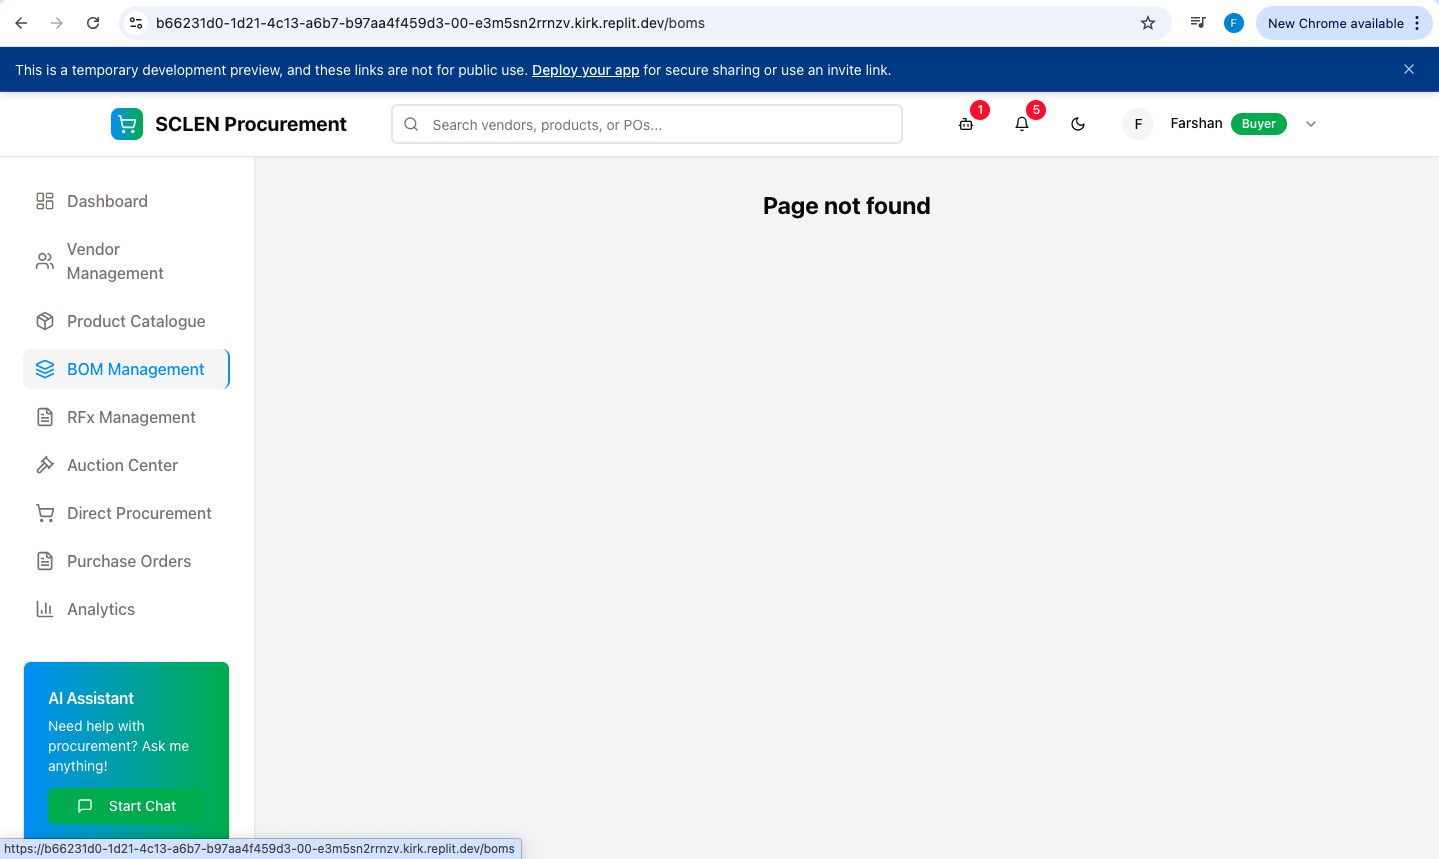 b66231d0-1d21-4c13-a6b7-b97aa4f459d3-00-e3m5sn2rrnzv.kirk.replit.dev/boms
F
New Chrome available
This is a temporary development preview, and these links are not for public use. Deploy your app for secure sharing or use an invite link.
SCLEN Procurement
Search vendors, products, or POs...
1
5
F
Farshan
Buyer
Dashboard
Vendor
Management
Product Catalogue
BOM Management
RFx Management
Auction Center
Direct Procurement
Purchase Orders
Analytics
Page not found
AI Assistant
Need help with
procurement? Ask me
anything!
Start Chat
https://b66231d0-1d21-4c13-a6b7-b97aa4f459d3-00-e3m5sn2rrnzv.kirk.replit.dev/boms